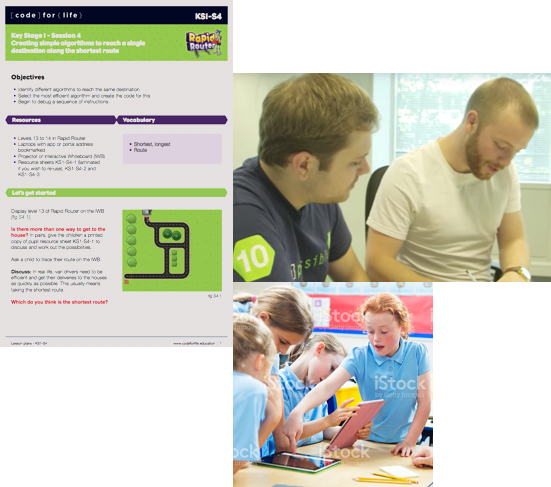 [ code ] for { life }
KS1-S4
Key Stage 1 - Session 4
Creating simple algorithms to reach a single
destination along the shortest route
Rapid
Router
Objectives
• Identify different algorithms to reach the same destination
• Select the most efficient algorithm and create the code for this
• Begin to debug a sequence of instructions
Resources
• Levels 13 to 14 in Rapid Router
• Laptops with app or portal address
bookmarked
• Projector or Interactive Whiteboard (IWB)
• Resource sheets KS1-S4-1 (laminated
if you wish to re-use), KS1-S4-2 and
KS1-S4-3
Vocabulary
• Shortest, longest
• Route
Let's get started
Display level 13 of Rapid Router on the IWB
(fig. S4.1)
Is there more than one way to get to the
house? In pairs, give children a printed
copy of pupil resource sheet KS1-S4-1 to
discuss and work out the possibilities.
Ask a child to trace their route on the IWB.
Discuss: In real life, van drivers need to be
efficient and get their deliveries to the houses
as quickly as possible. This usually means
taking the shortest route.
Which do you think is the shortest route?
fig. S4.1
Lesson plans - KS1-S4
www.codeforlife.education
10
iStock
by Getty Images
iStock